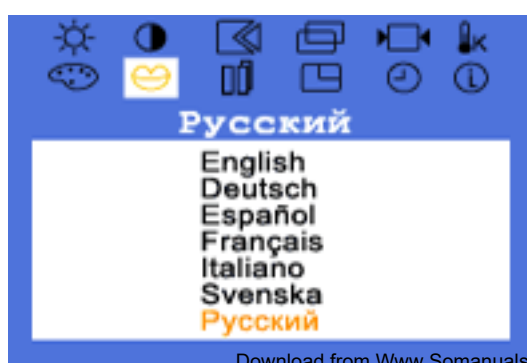 K
Русский
English
Deutsch
Español
Français
Italiano
Svenska
Русский
Download from Www.Somanuals